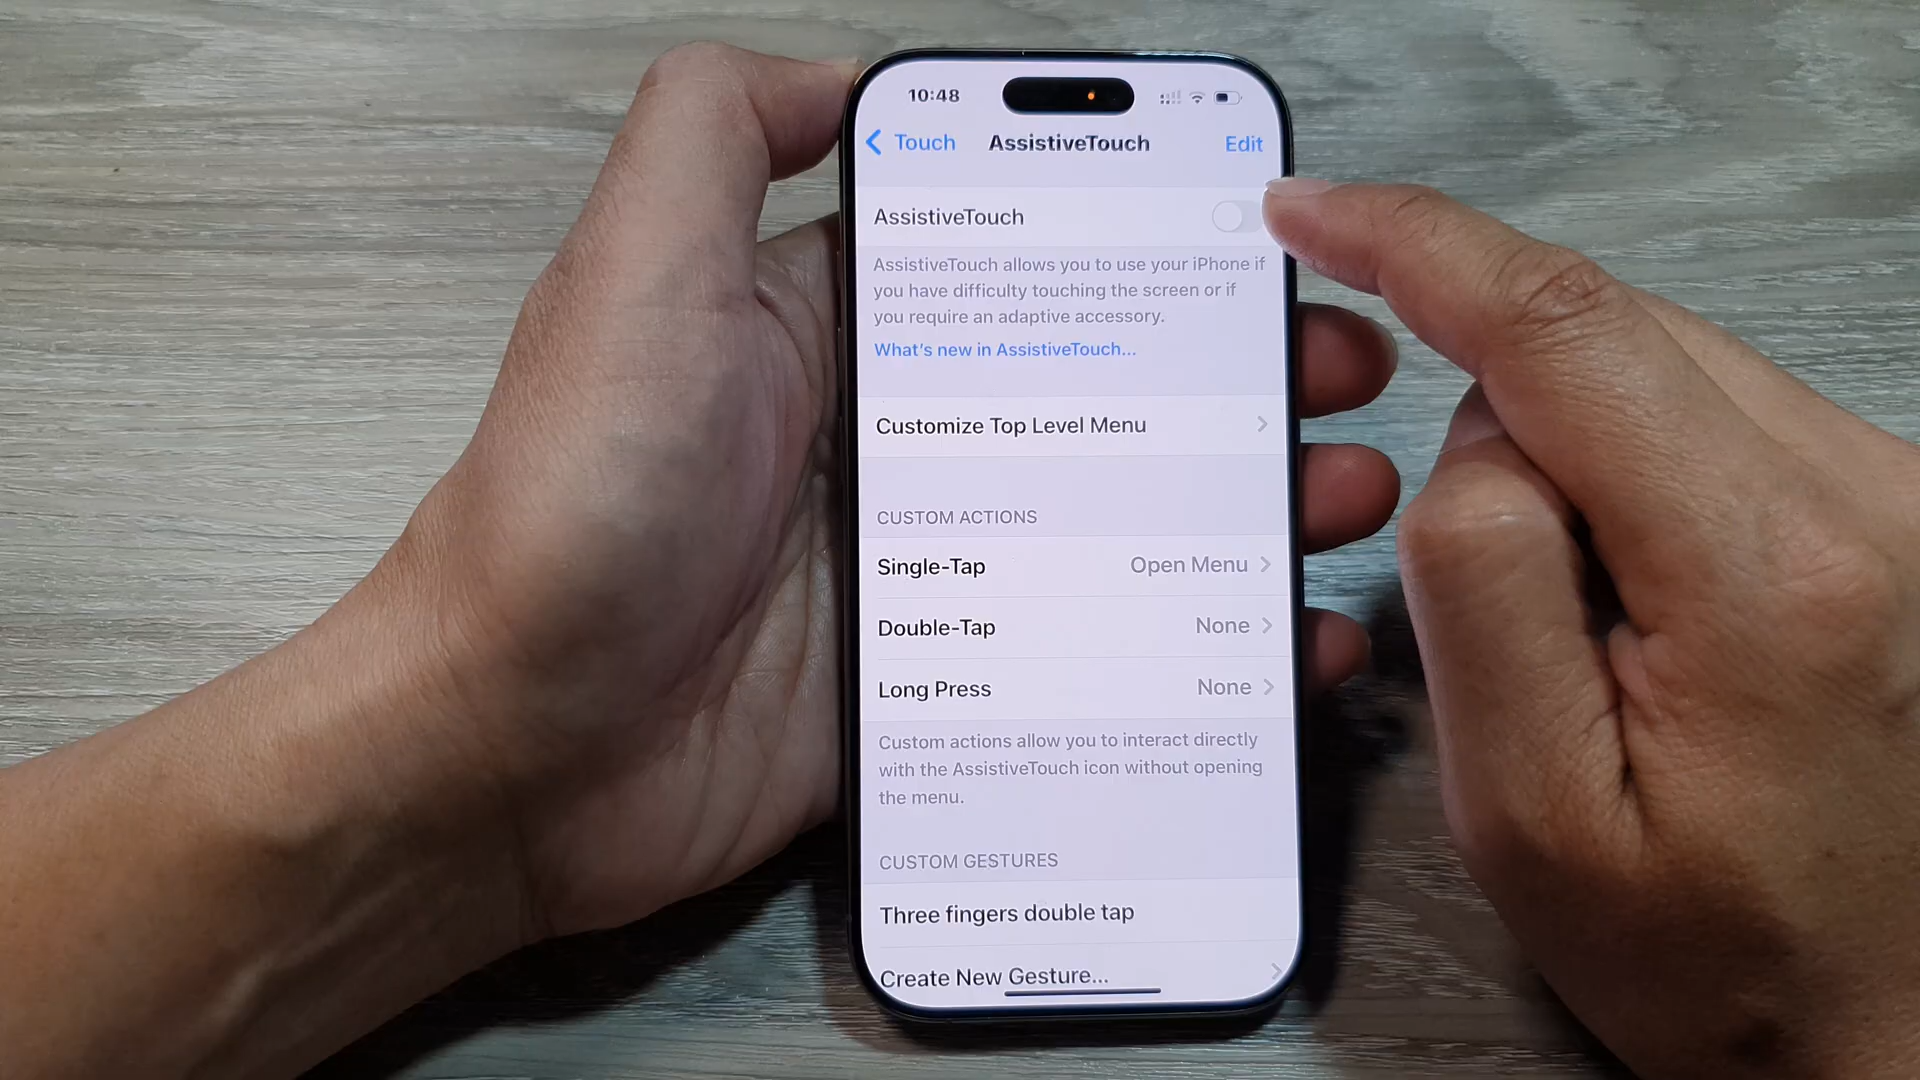 10:48
Touch AssistiveTouch Edit
AssistiveTouch
AssistiveTouch allows you to use your iPhone if
you have difficulty touching the screen or if
you require an adaptive accessory.
What's new in AssistiveTouch...
Customize Top Level Menu
CUSTOM ACTIONS
Single-Tap Open Menu
Double-Tap None
Long Press None
Custom actions allow you to interact directly
with the AssistiveTouch icon without opening
the menu.
CUSTOM GESTURES
Three fingers double tap
Create New Gesture...